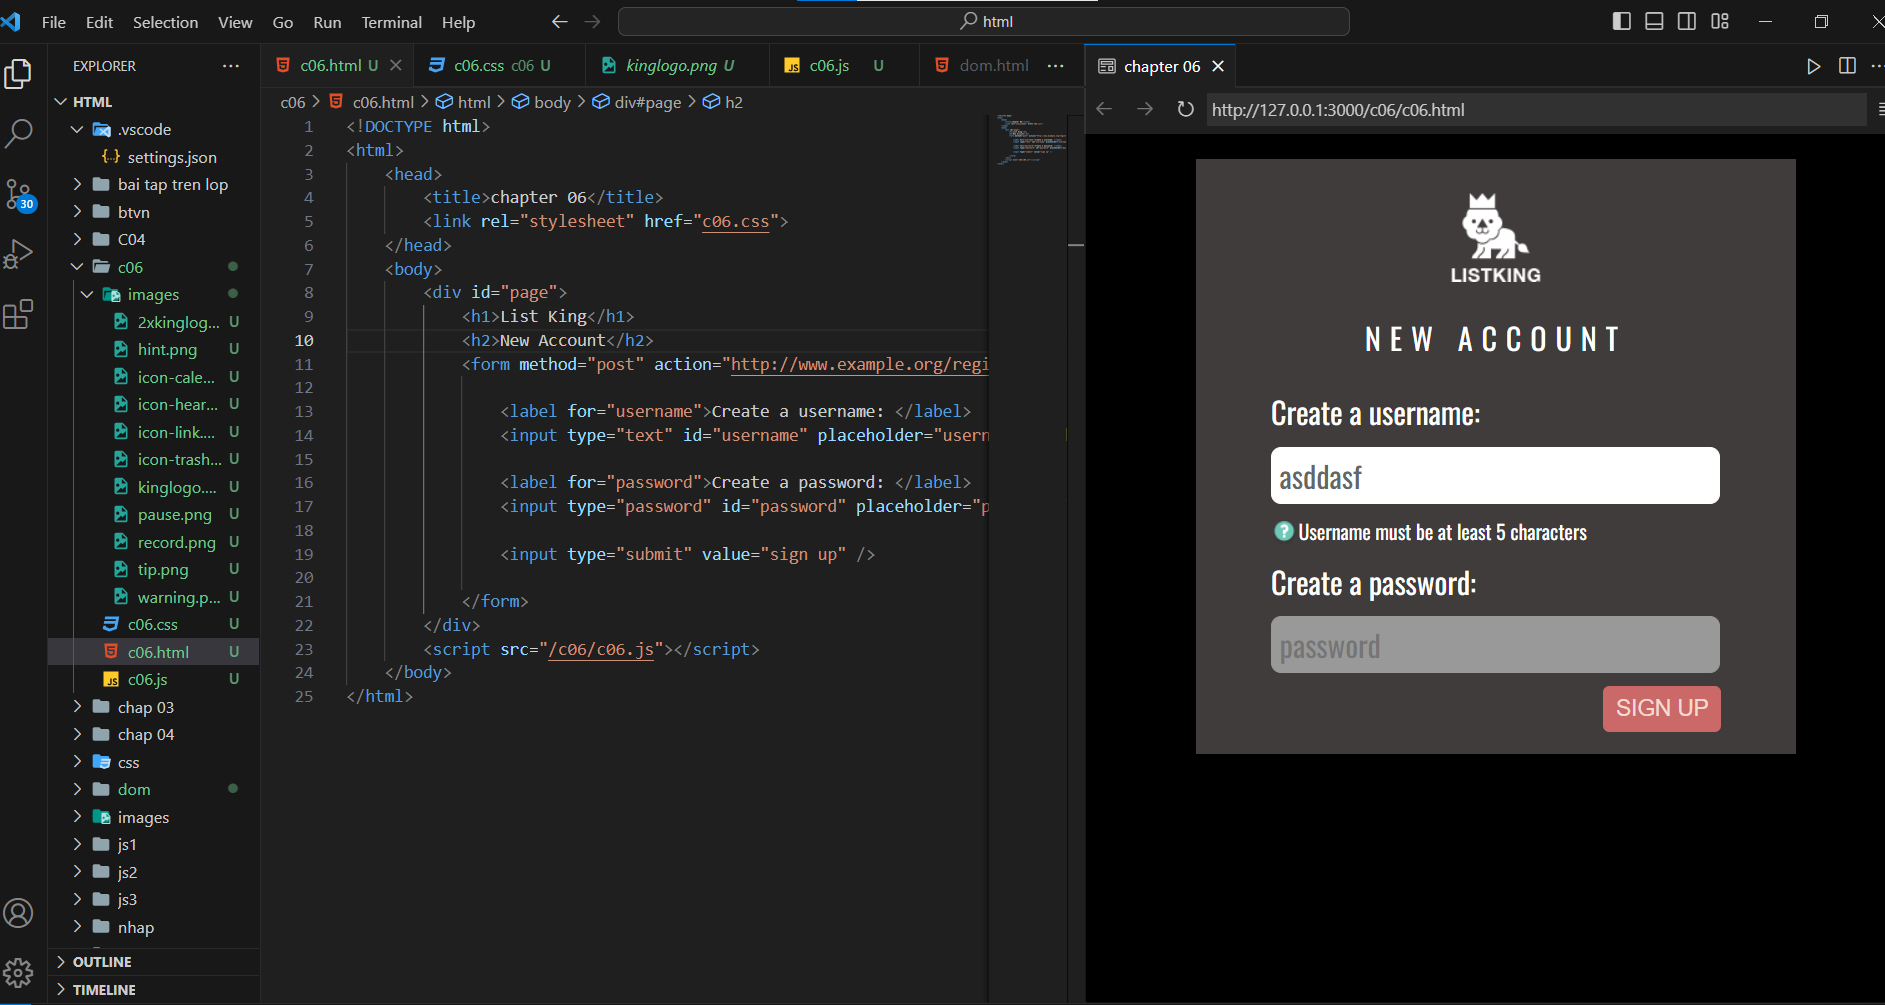 File Edit Selection View Go Run Terminal Help
html
EXPLORER
HTML
.vscode
settings.json
bai tap tren lop
btvn
C04
c06
images
2xkinglog... U
hint.png U
icon-cale... U
icon-hear... U
icon-link.... U
icon-trash... U
kinglogo.... U
pause.png U
record.png U
tip.png U
warning.p... U
c06.css U
c06.html U
c06.js U
chap 03
chap 04
css
dom
images
js1
js2
js3
nhap
OUTLINE
TIMELINE
30
c06.html U
c06.css c06 U
kinglogo.png U
c06.js U
dom.html
c06 > c06.html > html > body > div#page > h2
1 <!DOCTYPE html>
2 <html>
3 <head>
4 <title>chapter 06</title>
5 <link rel="stylesheet" href="c06.css">
6 </head>
7 <body>
8 <div id="page">
9 <h1>List King</h1>
10 <h2>New Account</h2>
11 <form method="post" action="http://www.example.org/regi
12
13 <label for="username">Create a username: </label>
14 <input type="text" id="username" placeholder="usern
15
16 <label for="password">Create a password: </label>
17 <input type="password" id="password" placeholder="p
18
19 <input type="submit" value="sign up" />
20
21 </form>
22 </div>
23 <script src="/c06/c06.js"></script>
24 </body>
25 </html>
chapter 06
http://127.0.0.1:3000/c06/c06.html
LISTKING
NEW ACCOUNT
Create a username:
asddasf
? Username must be at least 5 characters
Create a password:
password
SIGN UP